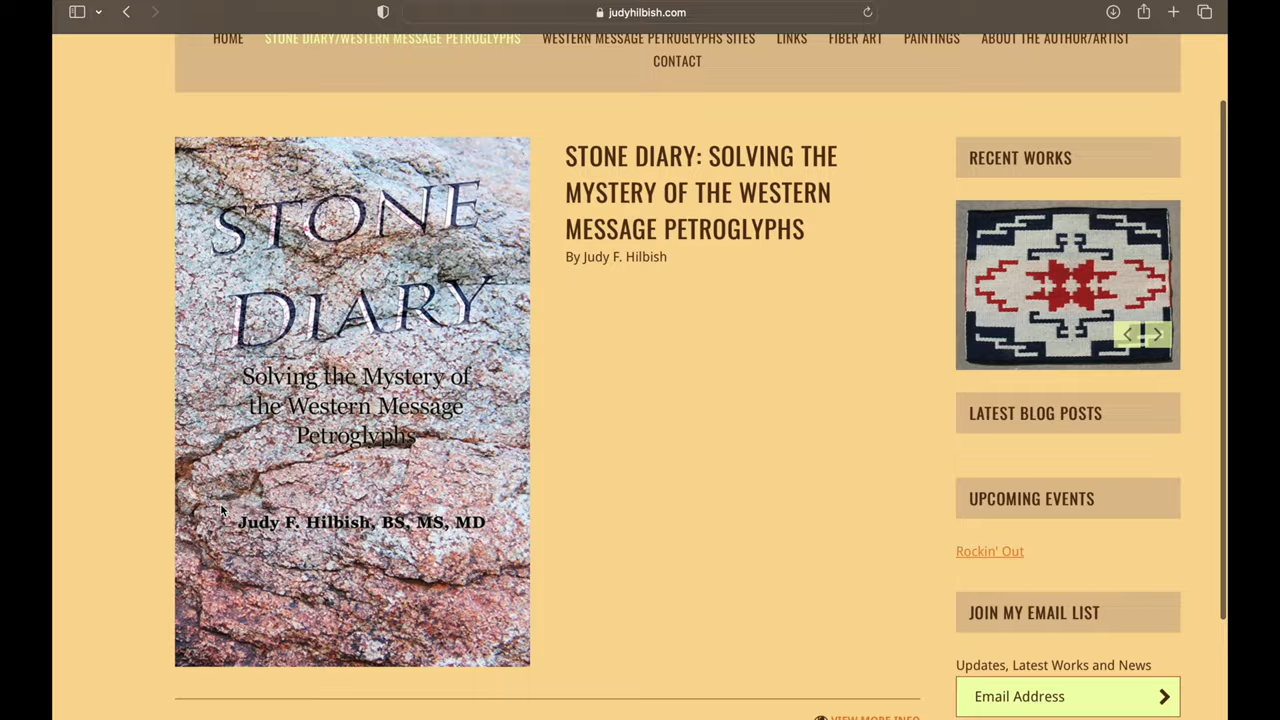 judyhilbish.com
HOME STONE DIARY/WESTERN MESSAGE PETROGLYPHS WESTERN MESSAGE PETROGLYPHS SITES LINKS FIBER ART PAINTINGS ABOUT THE AUTHOR/ARTIST
CONTACT
STONE
DIARY
Solving the Mystery of
the Western Message
Petroglyphs
Judy F. Hilbish, BS, MS, MD
STONE DIARY: SOLVING THE
MYSTERY OF THE WESTERN
MESSAGE PETROGLYPHS
By Judy F. Hilbish
RECENT WORKS
LATEST BLOG POSTS
UPCOMING EVENTS
Rockin' Out
JOIN MY EMAIL LIST
Updates, Latest Works and News
Email Address
VIEW MORE INFO